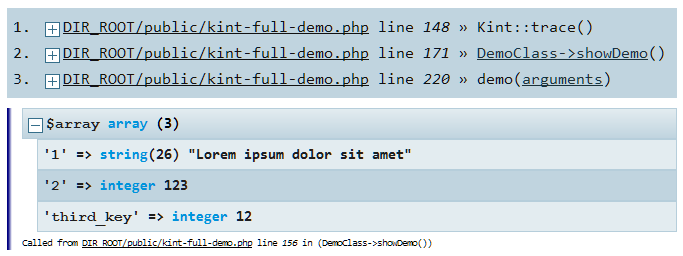 1. DIR_ROOT/public/kint-full-demo.php line 148 » Kint::trace()
2. DIR_ROOT/public/kint-full-demo.php line 171 » DemoClass->showDemo()
3. DIR_ROOT/public/kint-full-demo.php line 220 » demo(arguments)
$array array (3)
'1' => string(26) "Lorem ipsum dolor sit amet"
'2' => integer 123
'third_key' => integer 12
Called from DIR_ROOT/public/kint-full-demo.php line 156 in (DemoClass->showDemo())